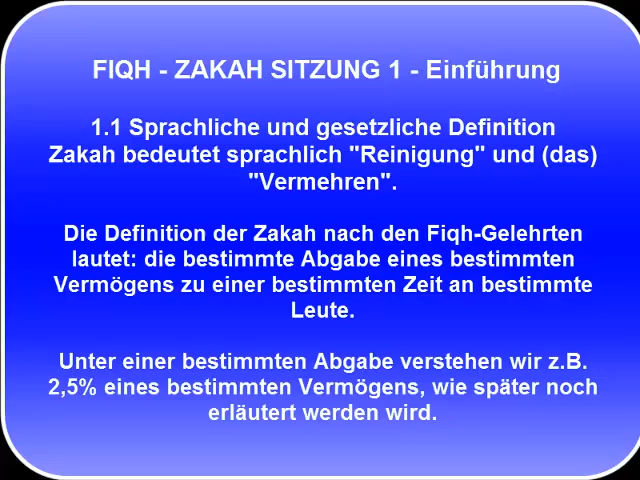 FIQH - ZAKAH SITZUNG 1 - Einführung
1.1 Sprachliche und gesetzliche Definition
Zakah bedeutet sprachlich "Reinigung" und (das)
"Vermehren".
Die Definition der Zakah nach den Fiqh-Gelehrten
lautet: die bestimmte Abgabe eines bestimmten
Vermögens zu einer bestimmten Zeit an bestimmte
Leute.
Unter einer bestimmten Abgabe verstehen wir z.B.
2,5% eines bestimmten Vermögens, wie später noch
erläutert werden wird.